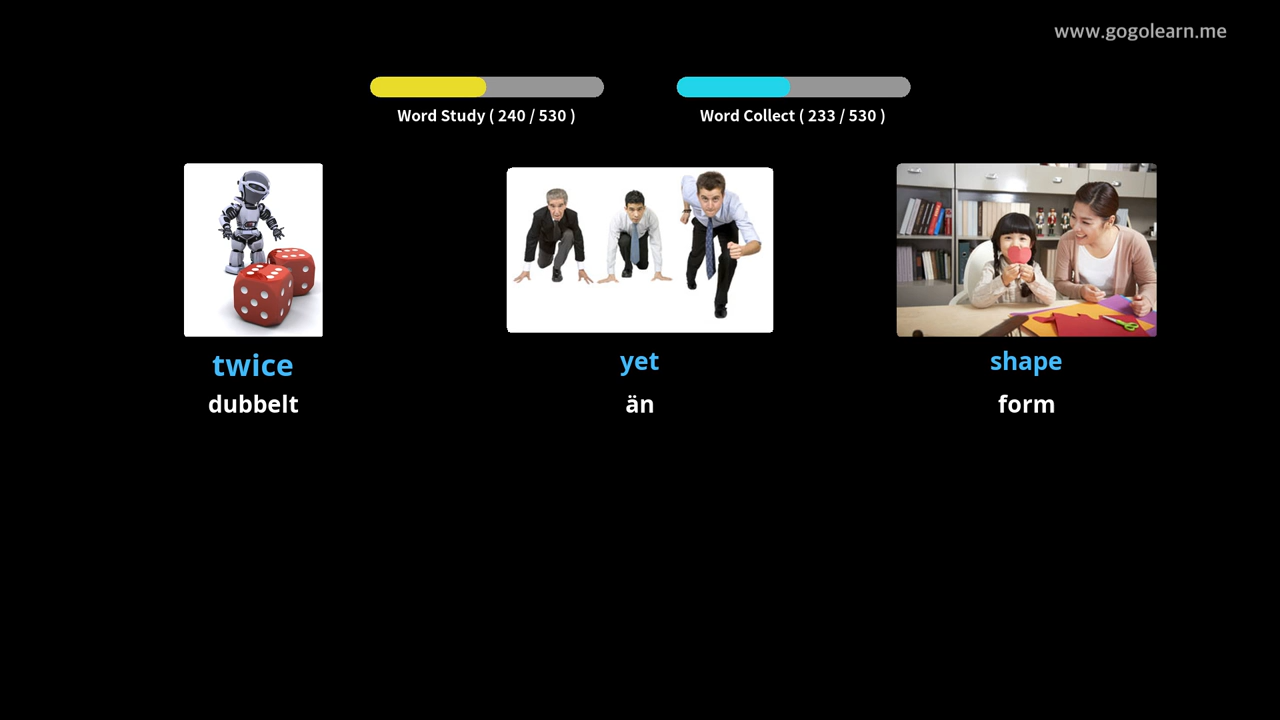 www.gogolearn.me
Word Study ( 240 / 530 )
Word Collect ( 233 / 530 )
twice
yet
shape
dubbelt
än
form